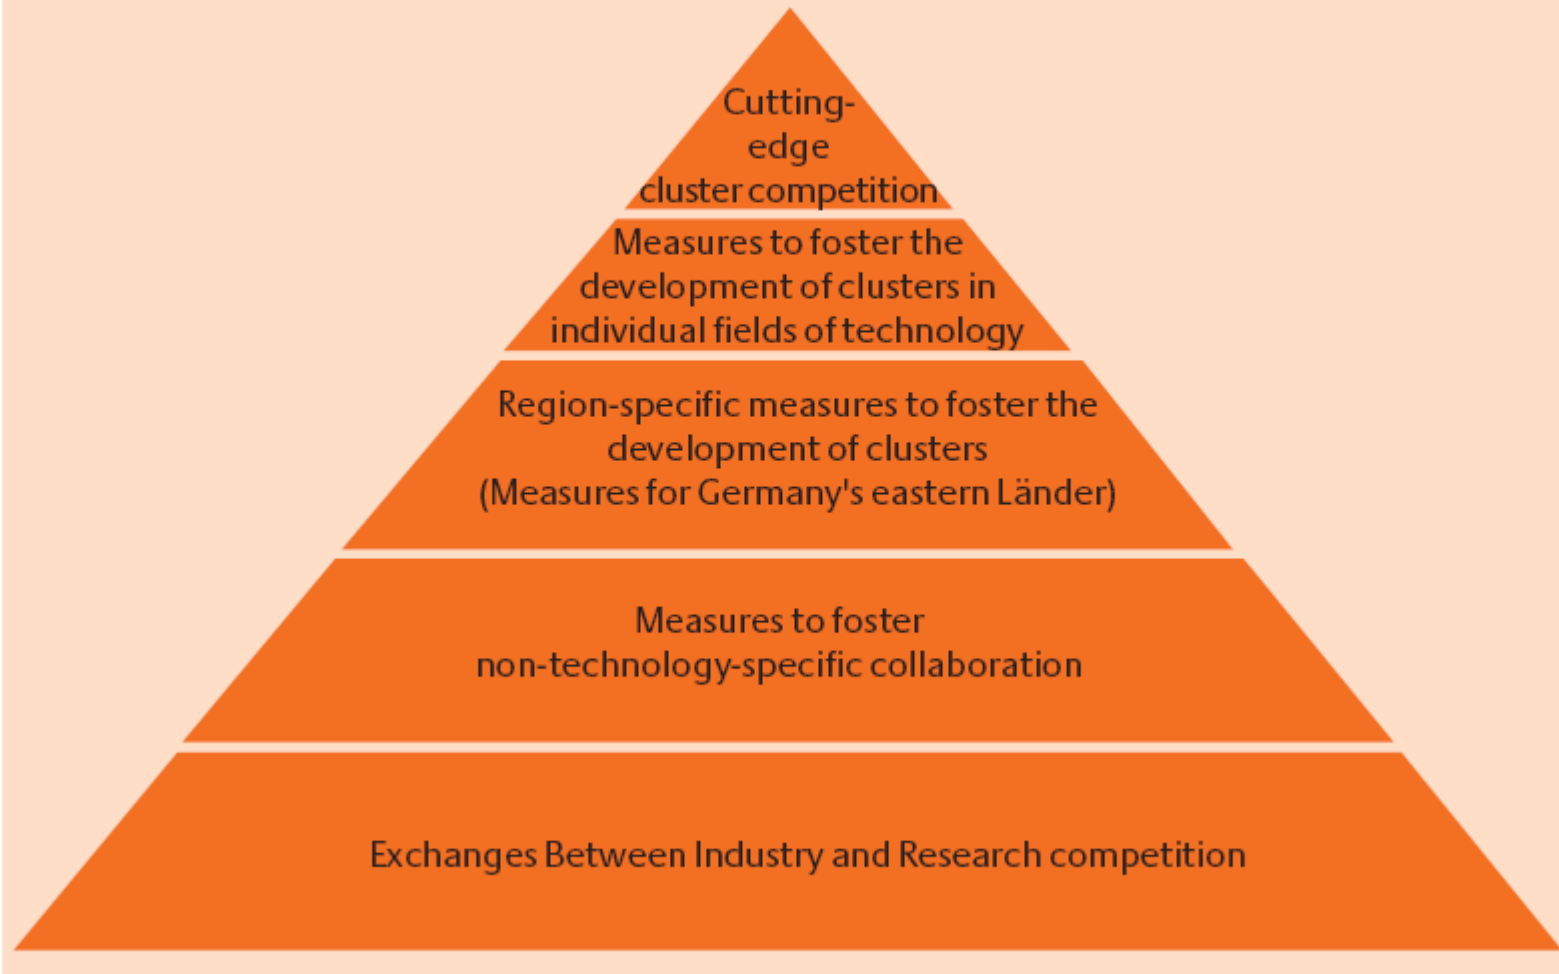 Cutting-
edge
cluster competition
Measures to foster the
development of clusters in
individual fields of technology
Region-specific measures to foster the
development of clusters
(Measures for Germany's eastern Länder)
Measures to foster
non-technology-specific collaboration
Exchanges Between Industry and Research competition